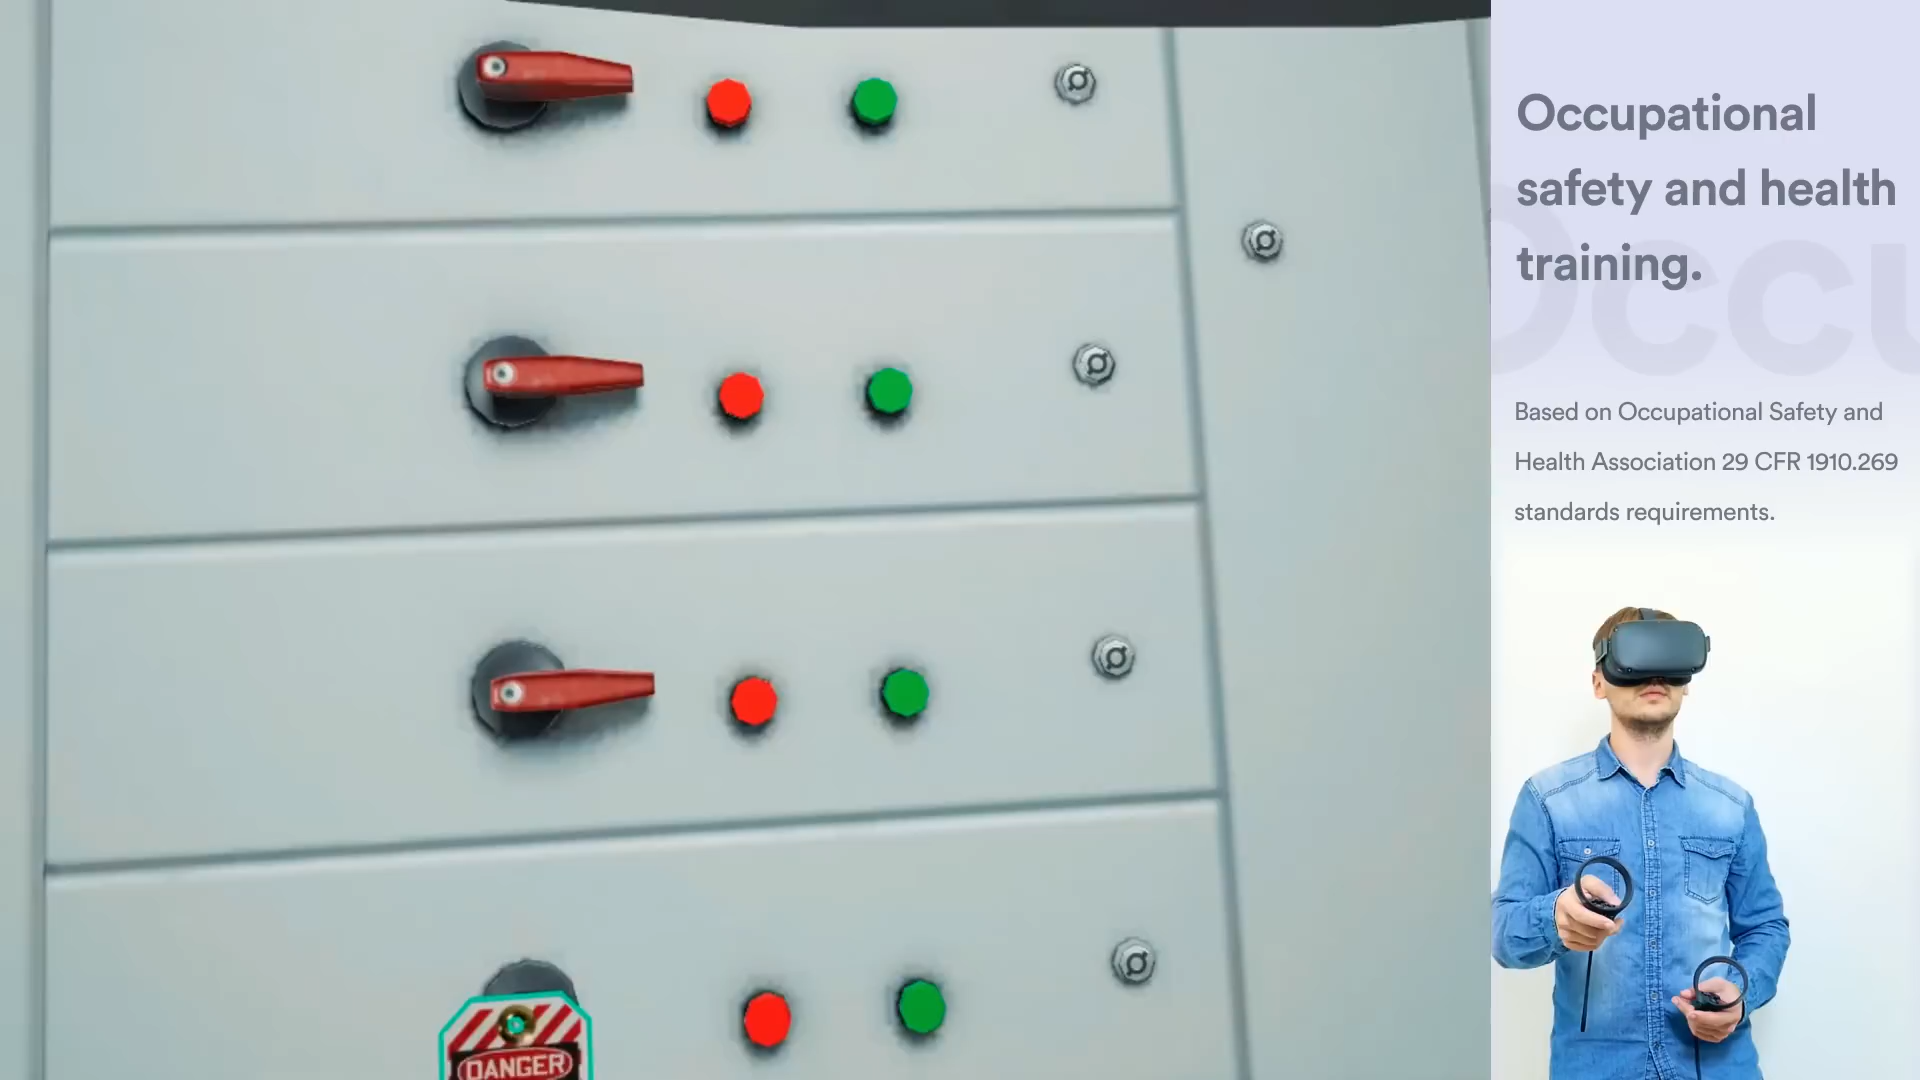 Occupational
safety and health
training.
Occu
Based on Occupational Safety and
Health Association 29 CFR 1910.269
standards requirements.
DANGER